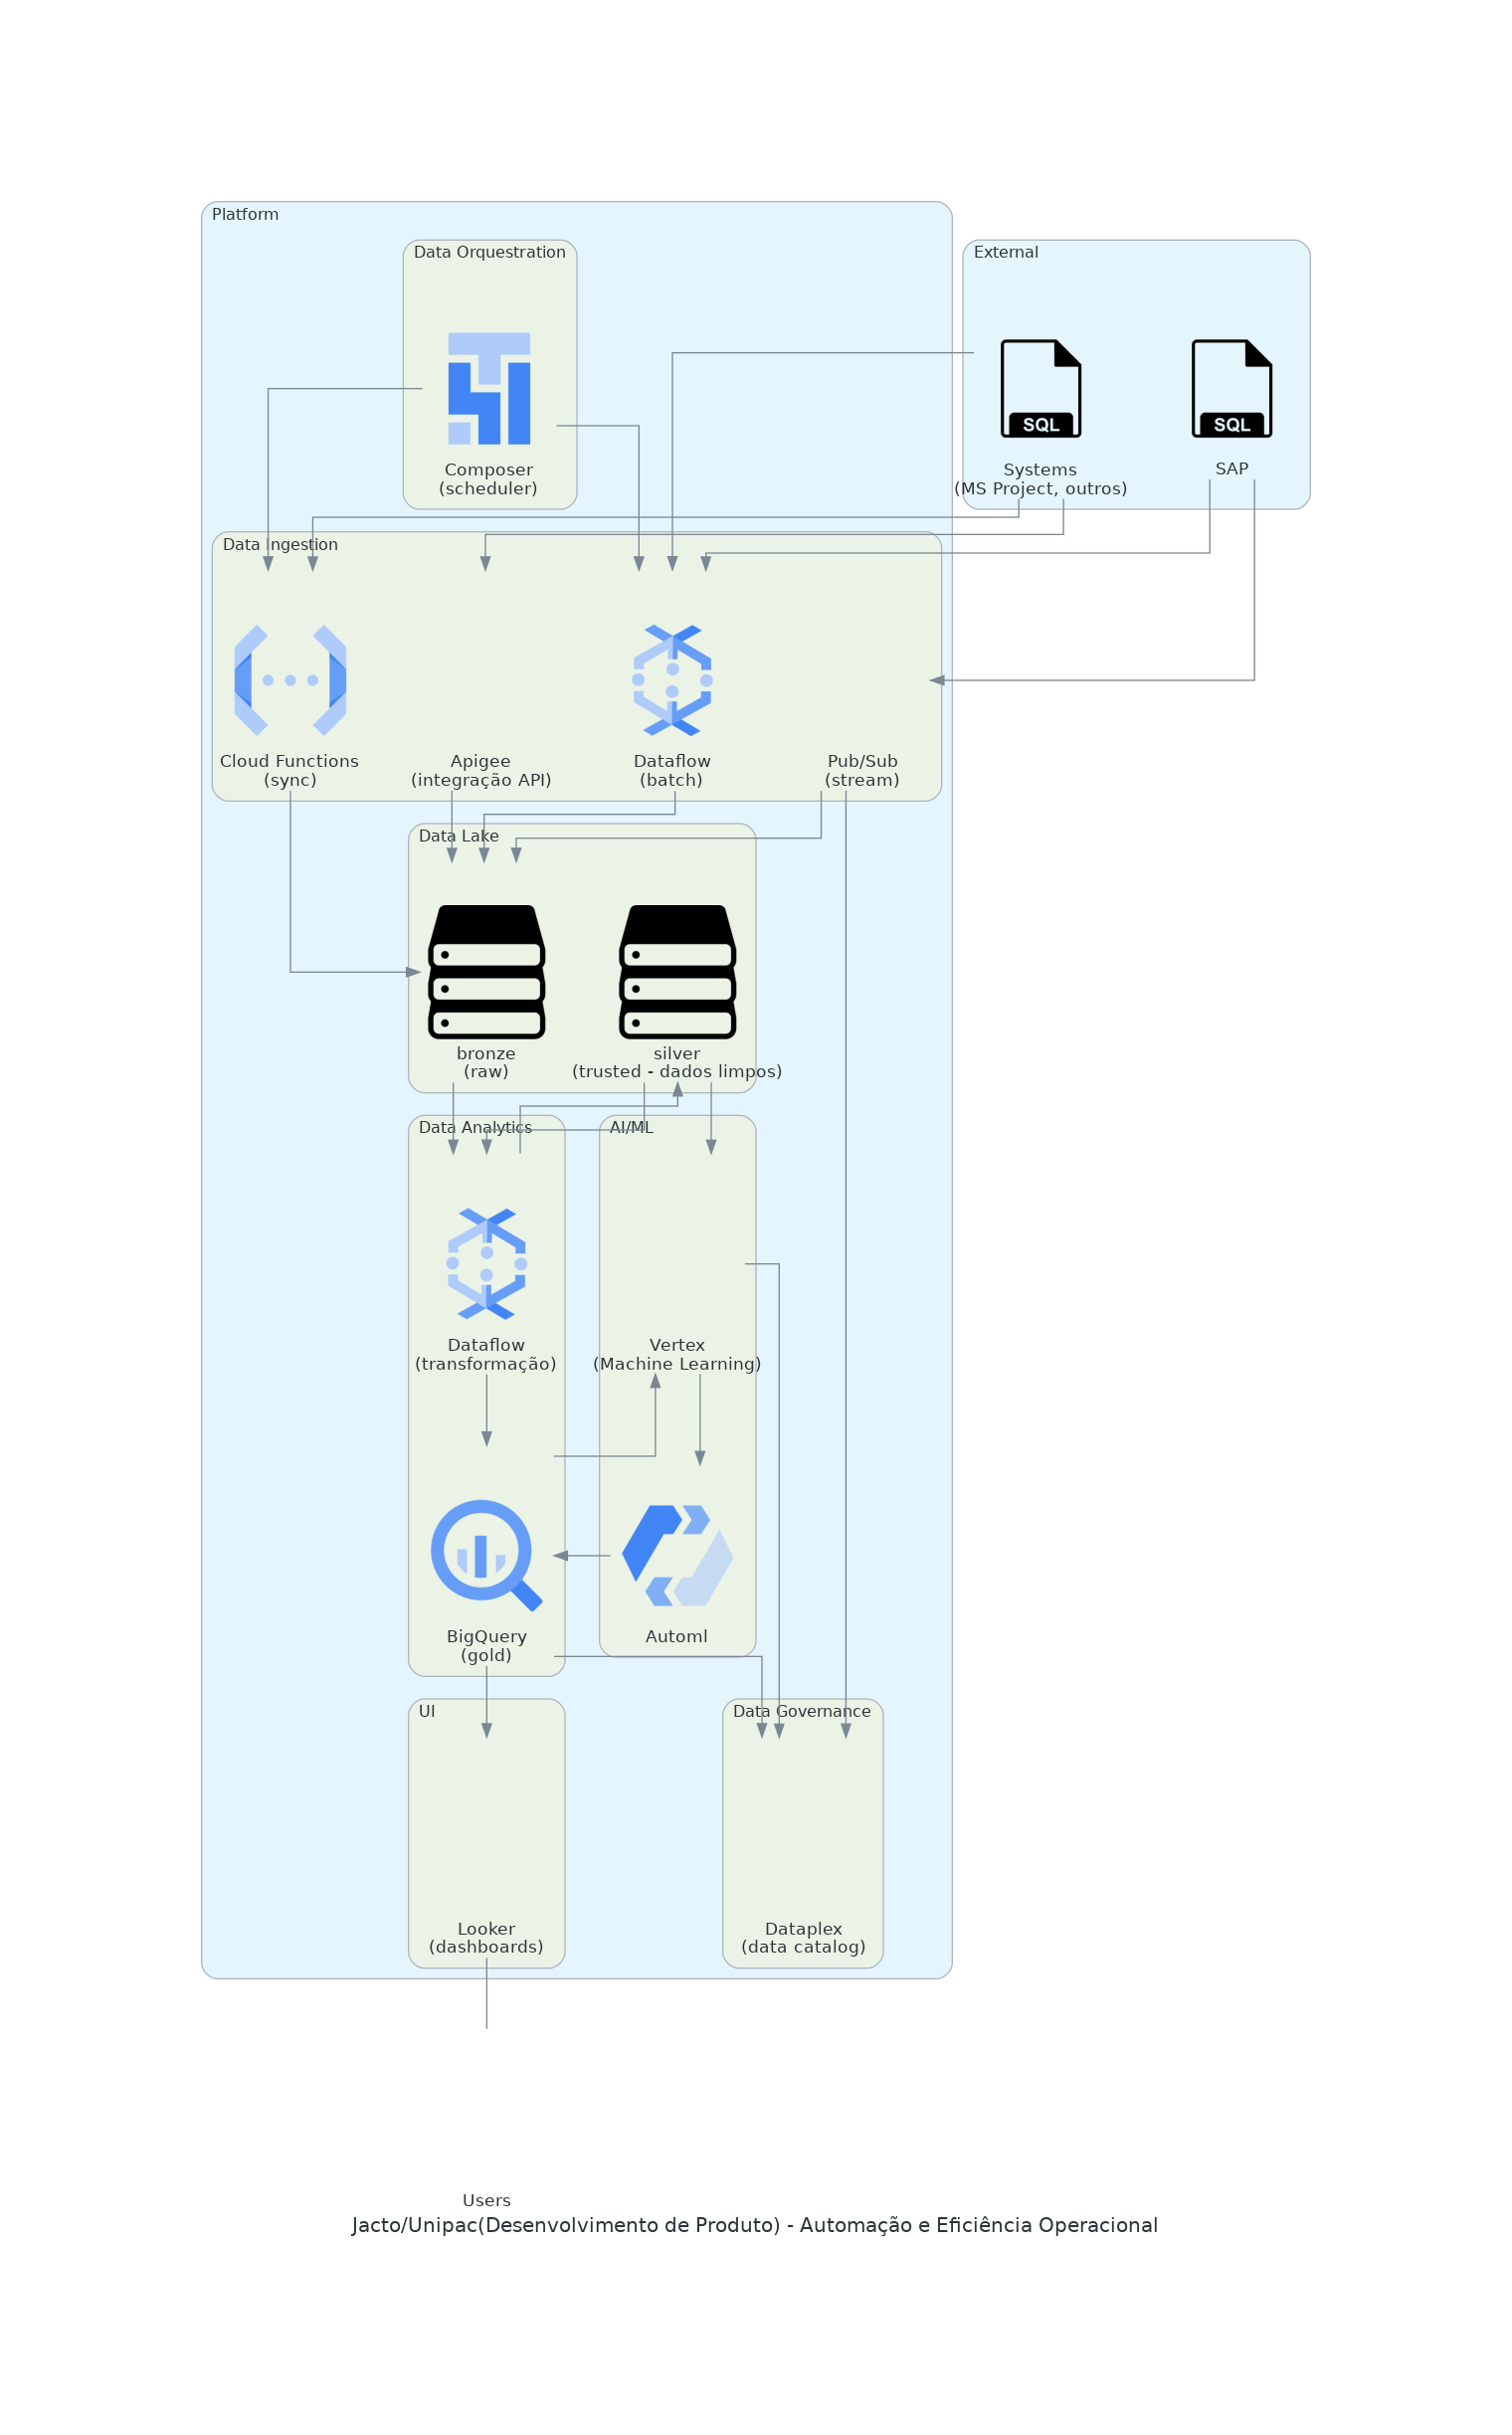 Platform
Data Orquestration
External
SQL
SQL
Composer
(scheduler)
Systems
(MS Project, outros)
SAP
Data Ingestion
Cloud Functions
(sync)
Apigee
(integração API)
Dataflow
(batch)
Pub/Sub
(stream)
Data Lake
bronze
(raw)
silver
(trusted - dados limpos)
Data Analytics
AI/ML
Dataflow
(transformação)
Vertex
(Machine Learning)
BigQuery
(gold)
Automl
UI
Data Governance
Looker
(dashboards)
Dataplex
(data catalog)
Users
Jacto/Unipac(Desenvolvimento de Produto) - Automação e Eficiência Operacional